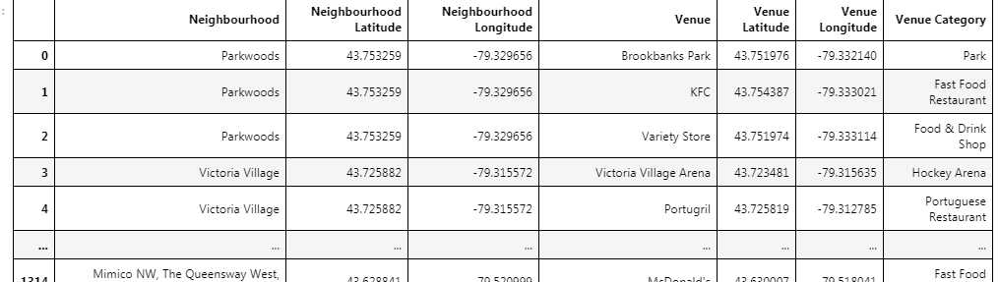 Neighbourhood Neighbourhood Latitude Neighbourhood Longitude Venue Venue Latitude Venue Longitude Venue Category
0 Parkwoods 43.753259 -79.329656 Brookbanks Park 43.751976 -79.332140 Park
1 Parkwoods 43.753259 -79.329656 KFC 43.754387 -79.333021 Fast Food Restaurant
2 Parkwoods 43.753259 -79.329656 Variety Store 43.751974 -79.333114 Food & Drink Shop
3 Victoria Village 43.725882 -79.315572 Victoria Village Arena 43.723481 -79.315635 Hockey Arena
4 Victoria Village 43.725882 -79.315572 Portugril 43.725819 -79.312785 Portuguese Restaurant
... ... ... ... ... ... ... ...
1314 Mimico NW, The Queensway West, 43.628841 -79.520999 McDonald's 43.630007 -79.518041 Fast Food